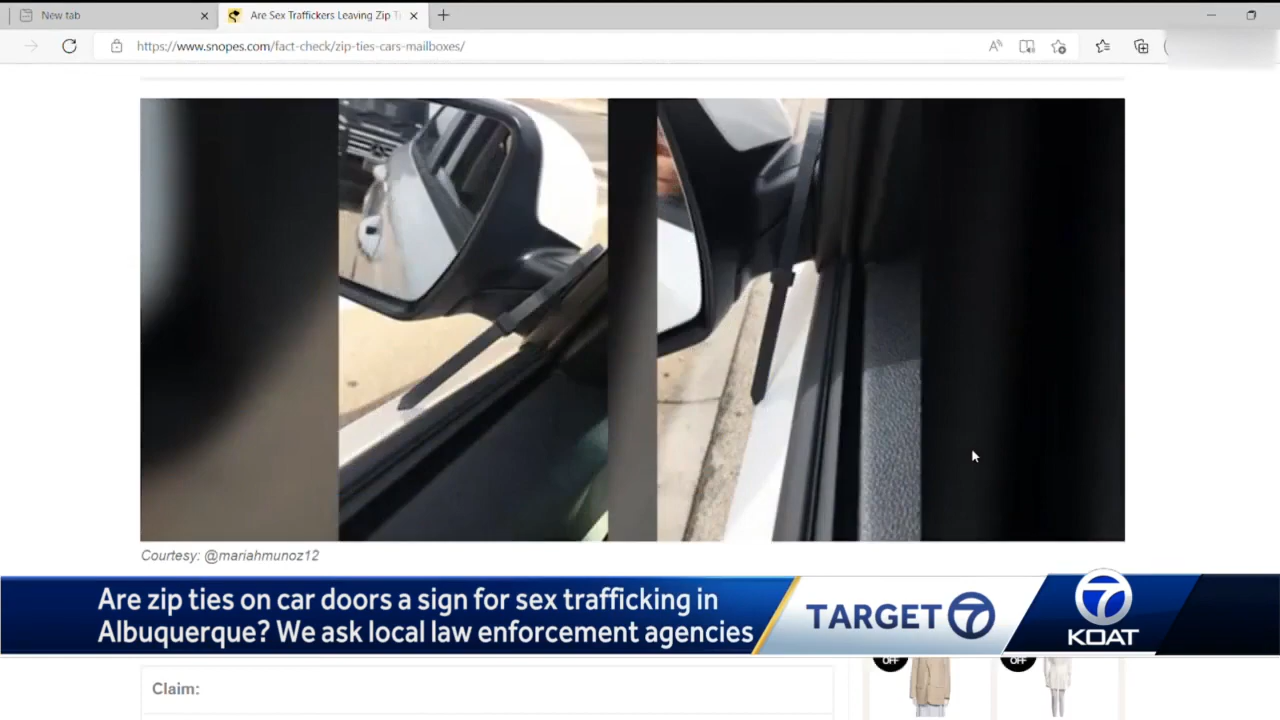 New tab
Are Sex Traffickers Leaving Zip T
https://www.snopes.com/fact-check/zip-ties-cars-mailboxes/
Courtesy: @mariahmunoz12
Are zip ties on car doors a sign for sex trafficking in
Albuquerque? We ask local law enforcement agencies
TARGET 7
7
KOAT
OFF
OFF
Claim: